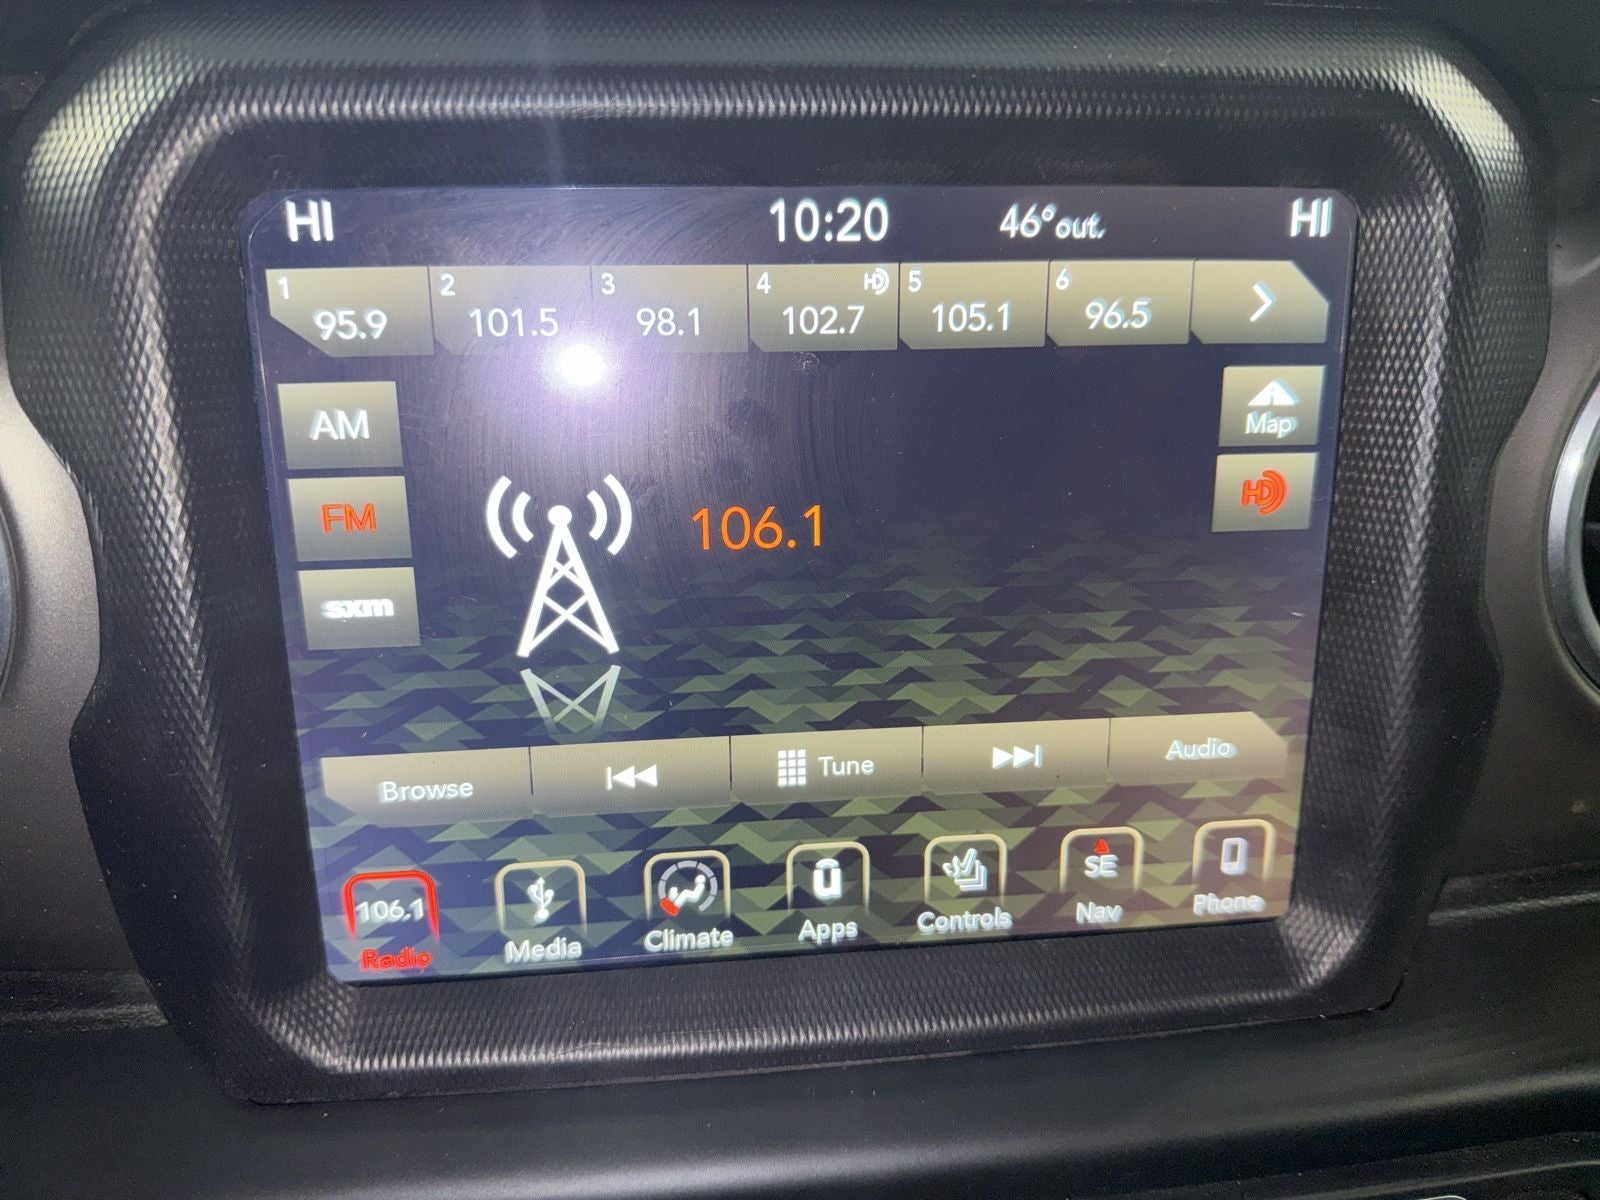 HI 10:20 46°out. HI
1 95.9
2 101.5
3 98.1
4 HD 102.7
5 105.1
6 96.5
AM
Map
FM
106.1
HD
sxm
Browse
Tune
Audio
106.1
Radio
Media
Climate
Apps
Controls
SE
Nav
Phone